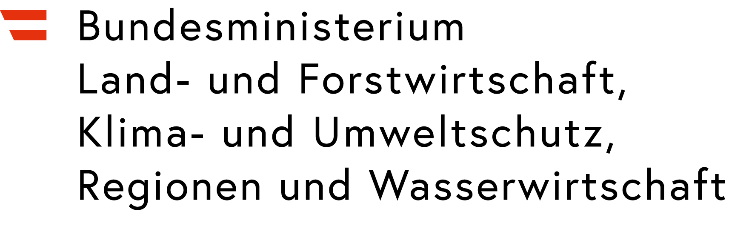 Bundesministerium
Land- und Forstwirtschaft,
Klima- und Umweltschutz,
Regionen und Wasserwirtschaft